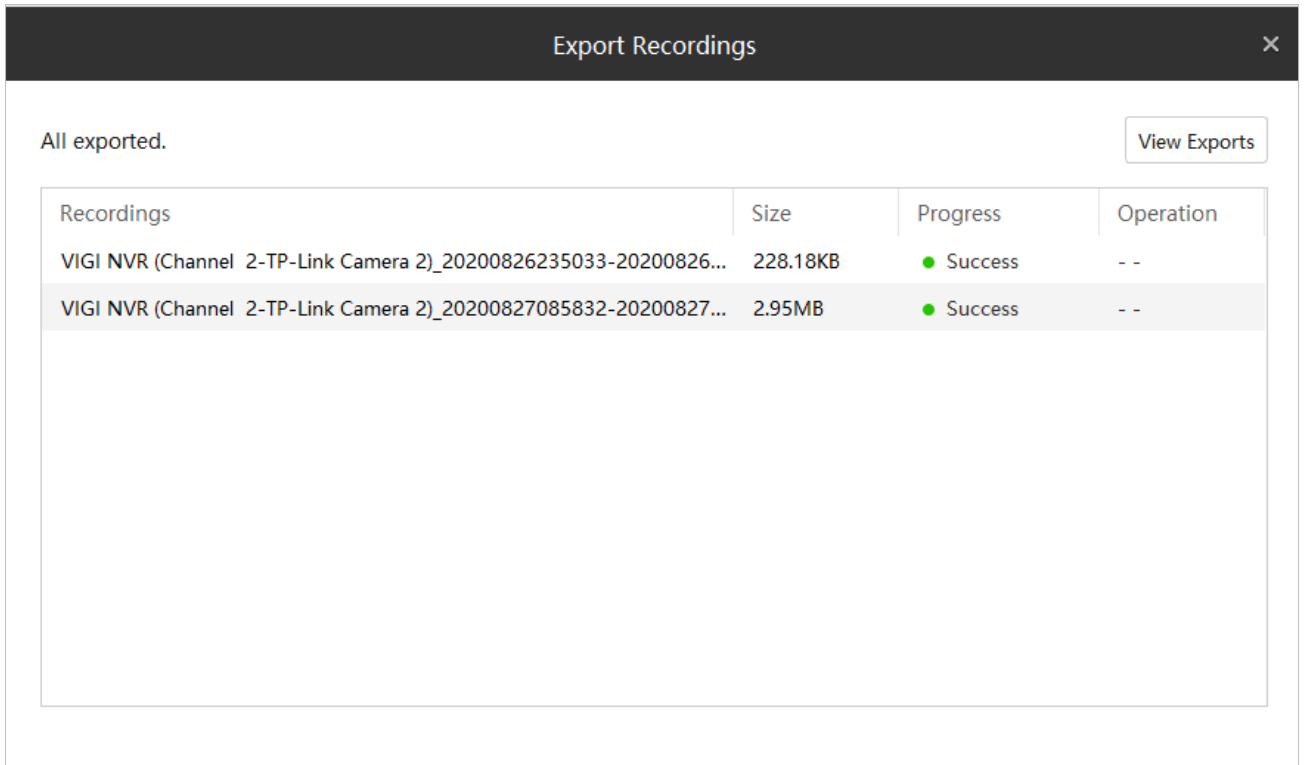 Export Recordings
All exported.
View Exports
Recordings Size Progress Operation
VIGI NVR (Channel 2-TP-Link Camera 2)_20200826235033-20200826... 228.18KB Success - -
VIGI NVR (Channel 2-TP-Link Camera 2)_20200827085832-20200827... 2.95MB Success - -